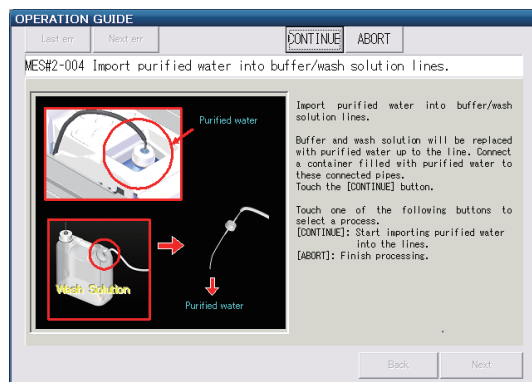 OPERATION GUIDE
Last err Next err CONTINUE ABORT
MES#2-004 Import purified water into buffer/wash solution lines.
Purified water
Wash Solution
Purified water
Import purified water into buffer/wash
solution lines.
Buffer and wash solution will be replaced
with purified water up to the line. Connect
a container filled with purified water to
these connected pipes.
Touch the [CONTINUE] button.
Touch one of the following buttons to
select a process.
[CONTINUE]: Start importing purified water
into the lines.
[ABORT]: Finish processing.
Back Next